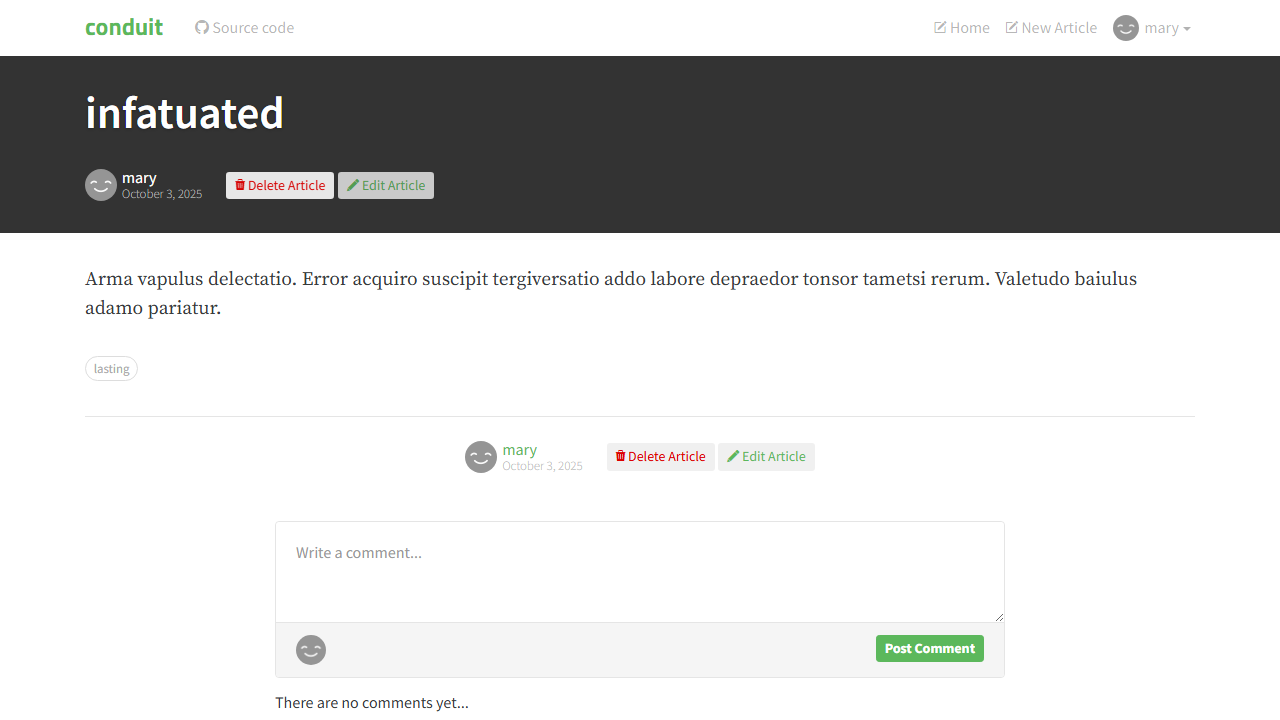 conduit Source code Home New Article mary
infatuated
mary
October 3, 2025
Delete Article Edit Article
Arma vapulus delectatio. Error acquiro suscipit tergiversatio addo labore depraedor tonsor tametsi rerum. Valetudo baiulus
adamo pariatur.
lasting
mary
October 3, 2025
Delete Article Edit Article
Write a comment...
Post Comment
There are no comments yet...